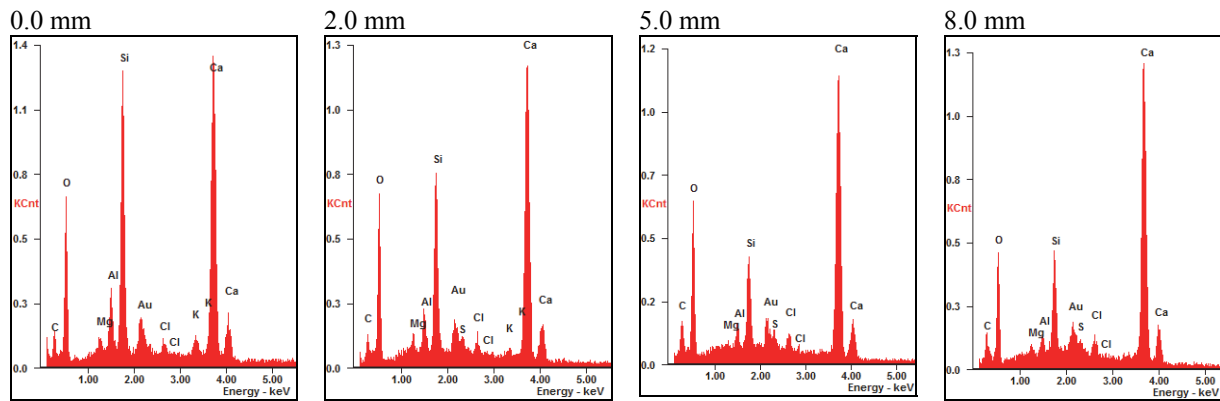 0.0 mm
1.4
1.1
0.8
KCnt
0.5
0.3
0.0
C
O
Mg
Al
Si
Au
Cl
Cl
K
K
Ca
Ca
1.00 2.00 3.00 4.00 5.00
Energy - keV
2.0 mm
1.3
1.0
0.8
KCnt
0.5
0.3
0.0
C
O
Mg
Al
Si
Au
S
Cl
Cl
K
K
Ca
Ca
1.00 2.00 3.00 4.00 5.00
Energy - keV
5.0 mm
1.2
1.0
0.7
KCnt
0.5
0.2
0.0
C
O
Mg
Al
Si
Au
S
Cl
Cl
Ca
Ca
1.00 2.00 3.00 4.00 5.00
Energy - keV
8.0 mm
1.3
1.0
0.8
KCnt
0.5
0.3
0.0
C
O
Mg
Al
Si
Au
S
Cl
Cl
Ca
Ca
1.00 2.00 3.00 4.00 5.00
Energy - keV